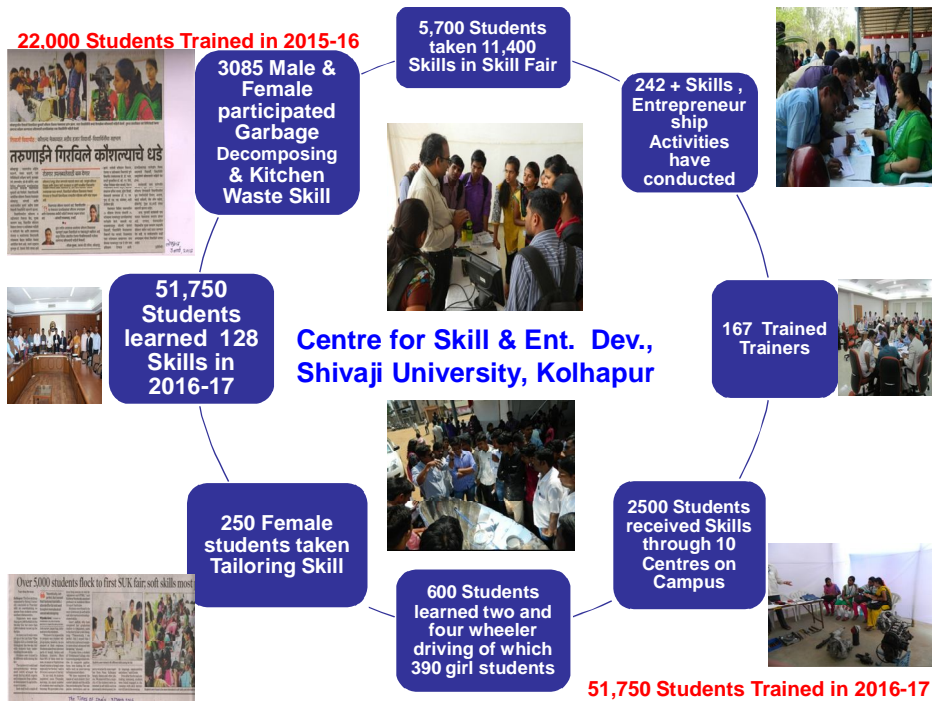 22,000 Students Trained in 2015-16
5,700 Students
taken 11,400
Skills in Skill Fair
242 + Skills ,
Entrepreneur
ship
Activities
have
conducted
167 Trained
Trainers
2500 Students
received Skills
through 10
Centres on
Campus
600 Students
learned two and
four wheeler
driving of which
390 girl students
250 Female
students taken
Tailoring Skill
51,750
Students
learned 128
Skills in
2016-17
3085 Male &
Female
participated
Garbage
Decomposing
& Kitchen
Waste Skill
Centre for Skill & Ent. Dev.,
Shivaji University, Kolhapur
तरुणाईने गिरविले कौशल्याचे धडे
Over 5,000 students flock to first SUK fair; soft skills most
51,750 Students Trained in 2016-17